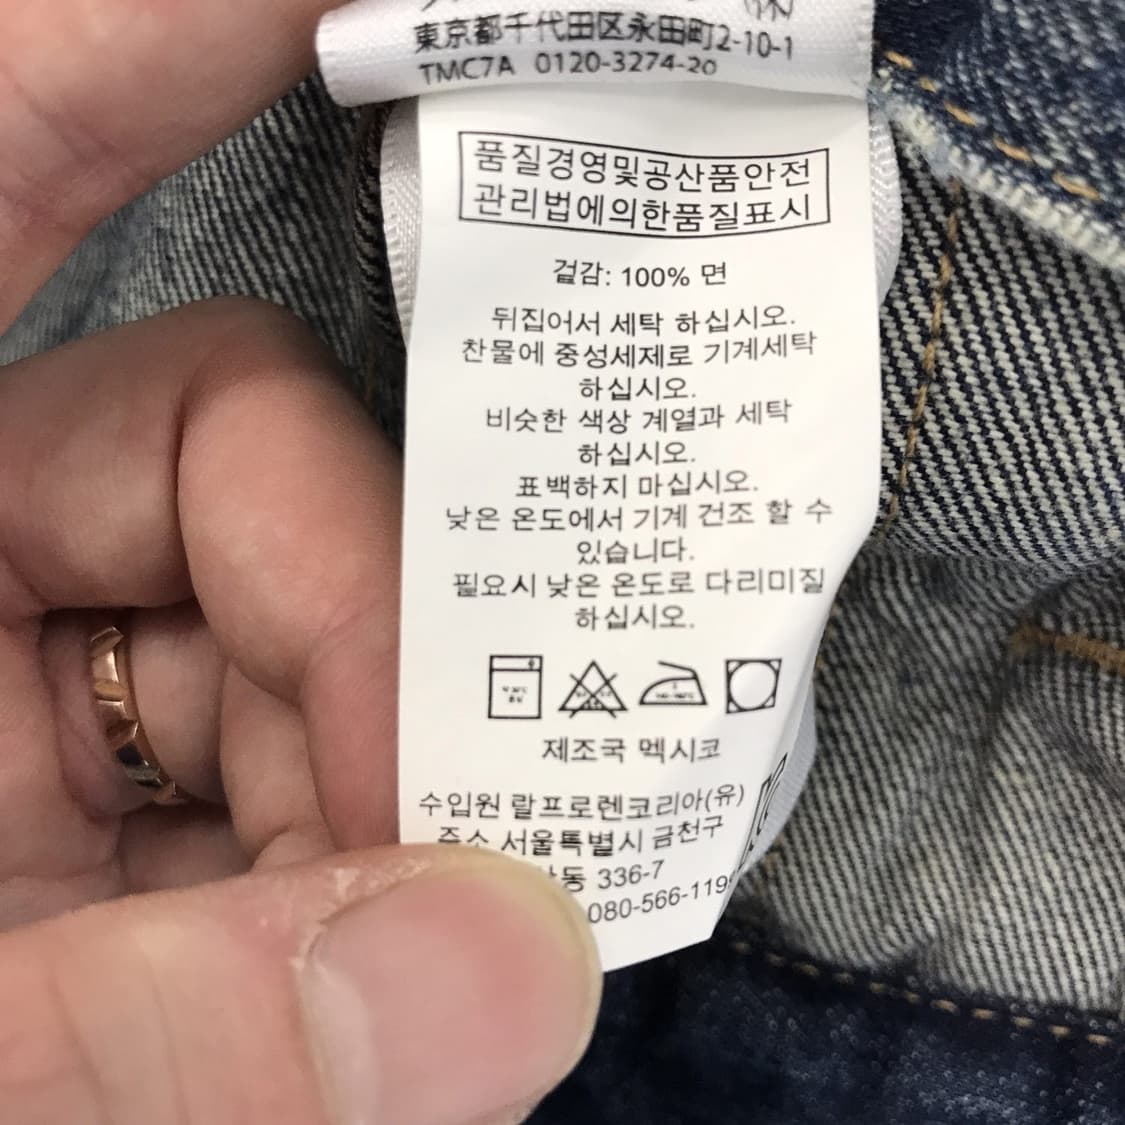 東京都千代田区永田町2-10-1
TMC7A 0120-3274-20
품질경영및공산품안전
관리법에의한품질표시
겉감: 100% 면
뒤집어서 세탁 하십시오.
찬물에 중성세제로 기계세탁
하십시오.
비슷한 색상 계열과 세탁
하십시오.
표백하지 마십시오.
낮은 온도에서 기계 건조 할 수
있습니다.
필요시 낮은 온도로 다리미질
하십시오.
제조국 멕시코
수입원 랄프로렌코리아(유)
주소 서울특별시 금천구
336-7